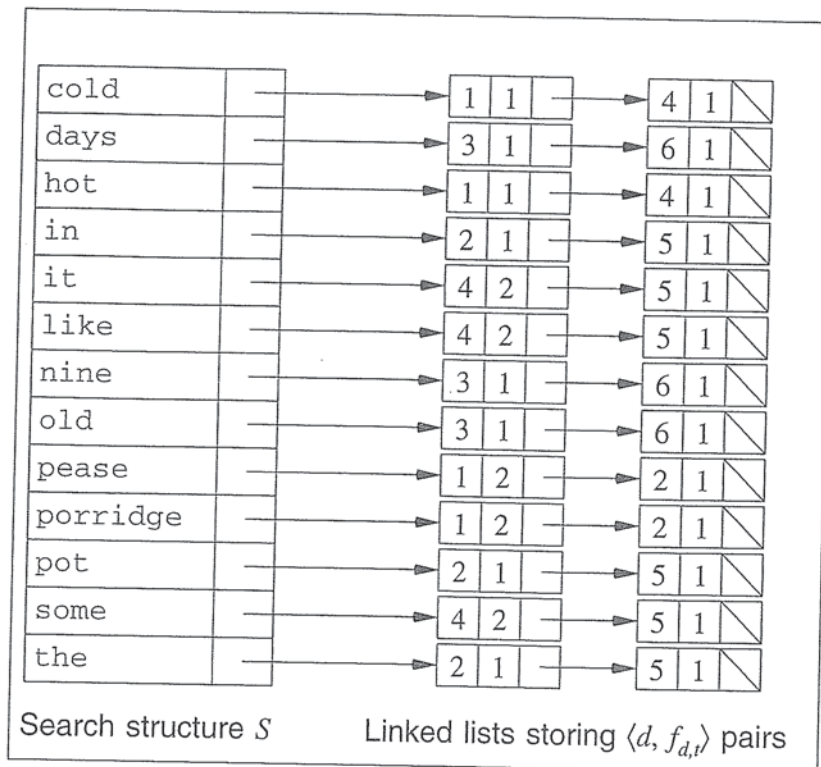 cold 1 1 4 1
days 3 1 6 1
hot 1 1 4 1
in 2 1 5 1
it 4 2 5 1
like 4 2 5 1
nine 3 1 6 1
old 3 1 6 1
pease 1 2 2 1
porridge 1 2 2 1
pot 2 1 5 1
some 4 2 5 1
the 2 1 5 1
Search structure S Linked lists storing ⟨d, f_{d,t}⟩ pairs